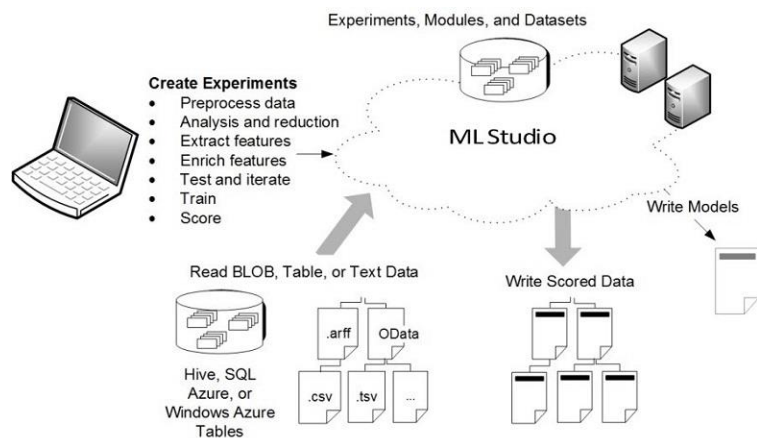 Experiments, Modules, and Datasets
Create Experiments
• Preprocess data
• Analysis and reduction
• Extract features
• Enrich features
• Test and iterate
• Train
• Score
ML Studio
Write Models
Read BLOB, Table, or Text Data
Write Scored Data
.arff
OData
.csv
.tsv
...
Hive, SQL
Azure, or
Windows Azure
Tables